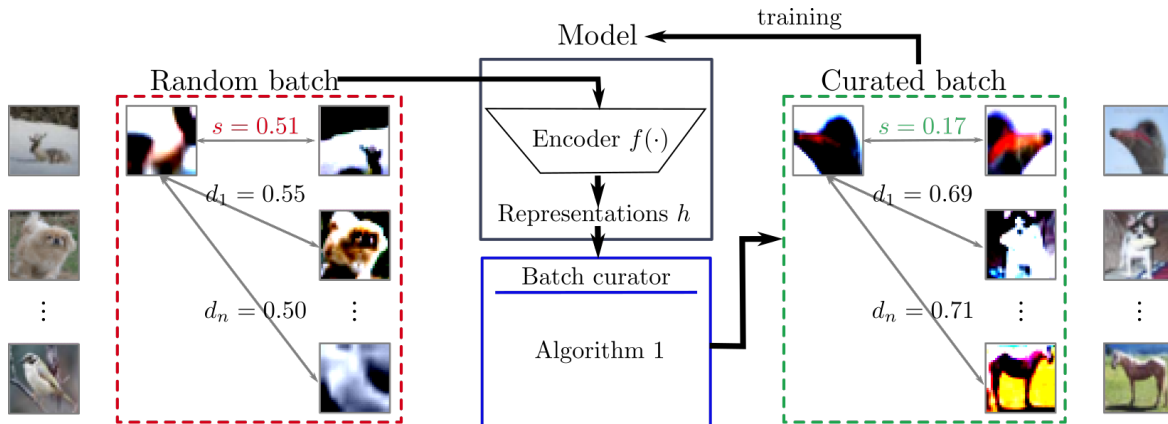 training
Model
Random batch
Curated batch
s = 0.51
Encoder f(·)
s = 0.17
d₁ = 0.55
d₁ = 0.69
Representations h
Batch curator
⋮
⋮
dₙ = 0.50
dₙ = 0.71
⋮
⋮
Algorithm 1